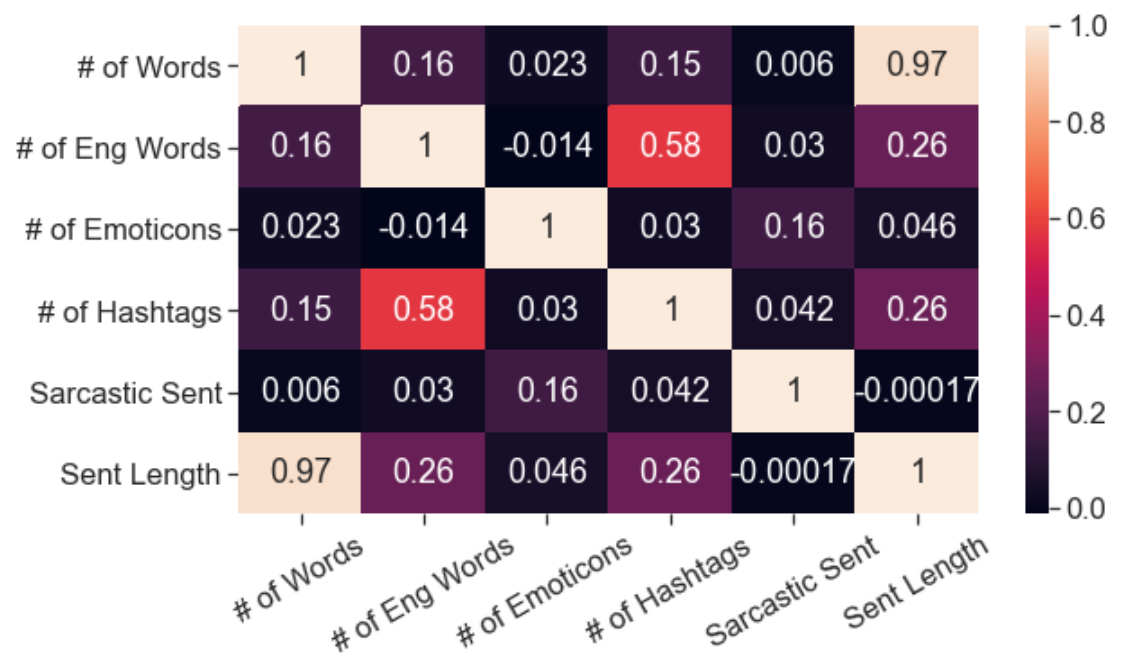 # of Words 1 0.16 0.023 0.15 0.006 0.97
# of Eng Words 0.16 1 -0.014 0.58 0.03 0.26
# of Emoticons 0.023 -0.014 1 0.03 0.16 0.046
# of Hashtags 0.15 0.58 0.03 1 0.042 0.26
Sarcastic Sent 0.006 0.03 0.16 0.042 1 -0.00017
Sent Length 0.97 0.26 0.046 0.26 -0.00017 1
# of Words # of Eng Words # of Emoticons # of Hashtags Sarcastic Sent Sent Length
1.0
0.8
0.6
0.4
0.2
0.0